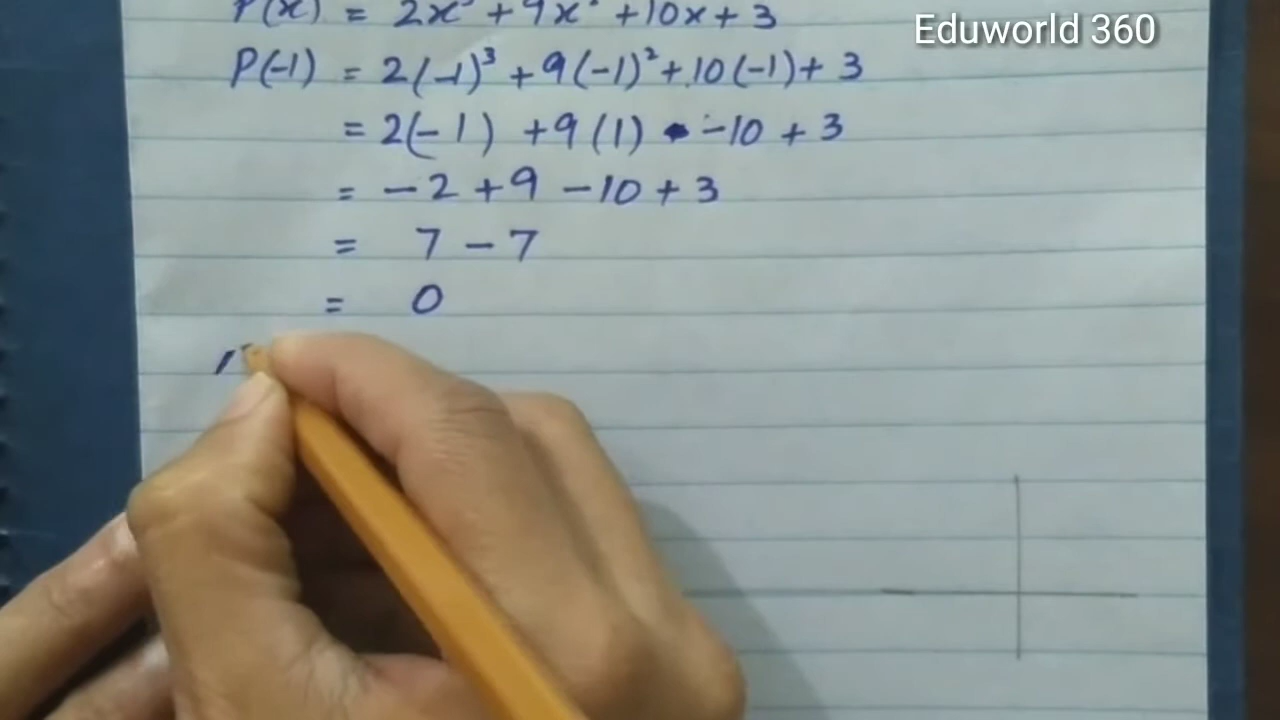 Eduworld 360
P(x) = 2x³ + 9x² + 10x + 3
P(-1) = 2(-1)³ + 9(-1)² + 10(-1) + 3
= 2(-1) + 9(1) -10 + 3
= -2 + 9 - 10 + 3
= 7 - 7
= 0